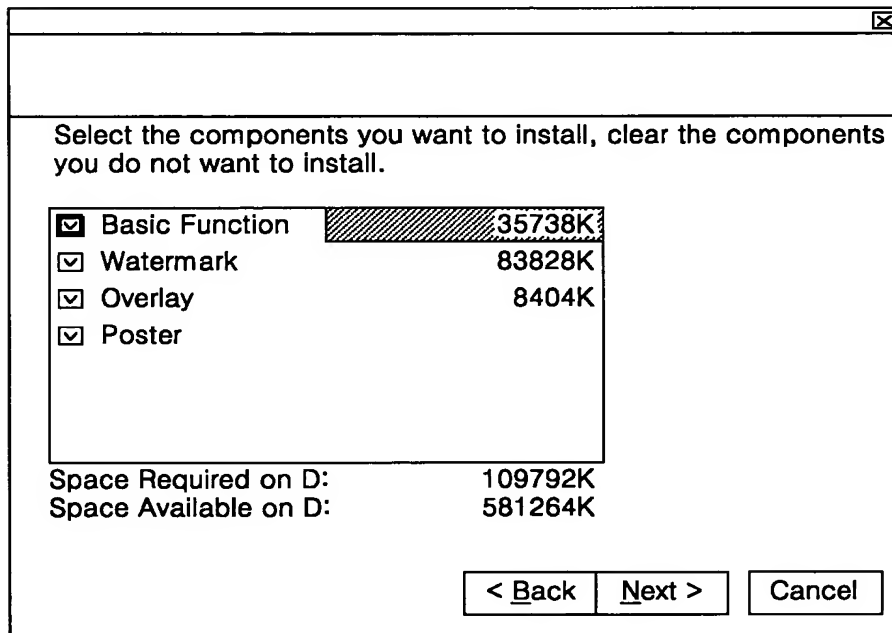 Select the components you want to install, clear the components
you do not want to install.
Basic Function 35738K
Watermark 83828K
Overlay 8404K
Poster
Space Required on D: 109792K
Space Available on D: 581264K
< Back Next > Cancel